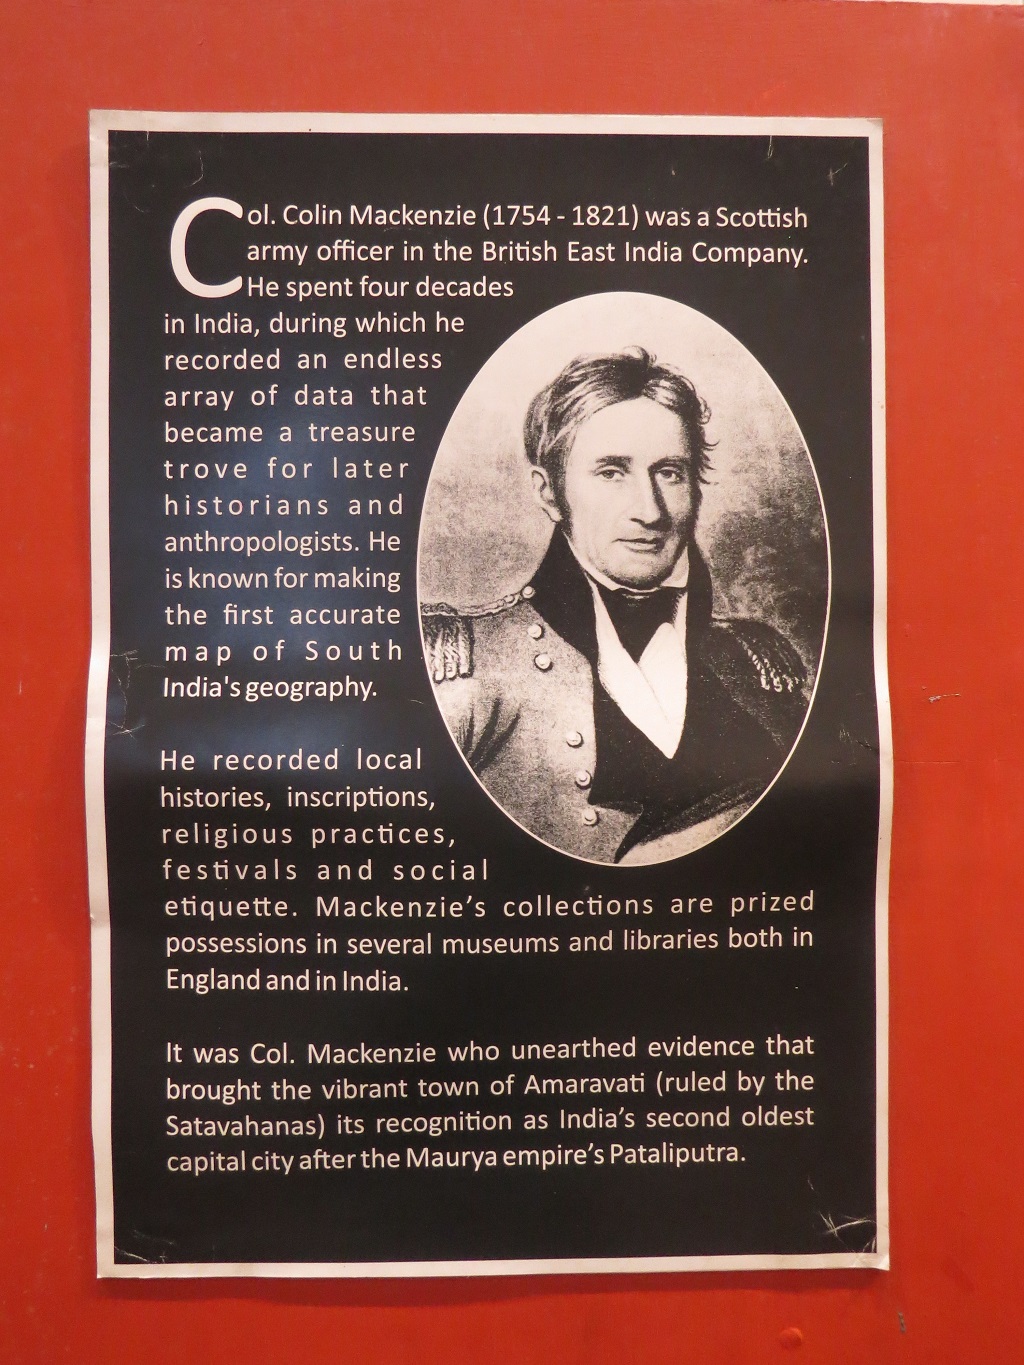 Col. Colin Mackenzie (1754 - 1821) was a Scottish
army officer in the British East India Company.
He spent four decades
in India, during which he
recorded an endless
array of data that
became a treasure
trove for later
historians and
anthropologists. He
is known for making
the first accurate
map of South
India's geography.
He recorded local
histories, inscriptions,
religious practices,
festivals and social
etiquette. Mackenzie’s collections are prized
possessions in several museums and libraries both in
England and in India.
It was Col. Mackenzie who unearthed evidence that
brought the vibrant town of Amaravati (ruled by the
Satavahanas) its recognition as India’s second oldest
capital city after the Maurya empire’s Pataliputra.